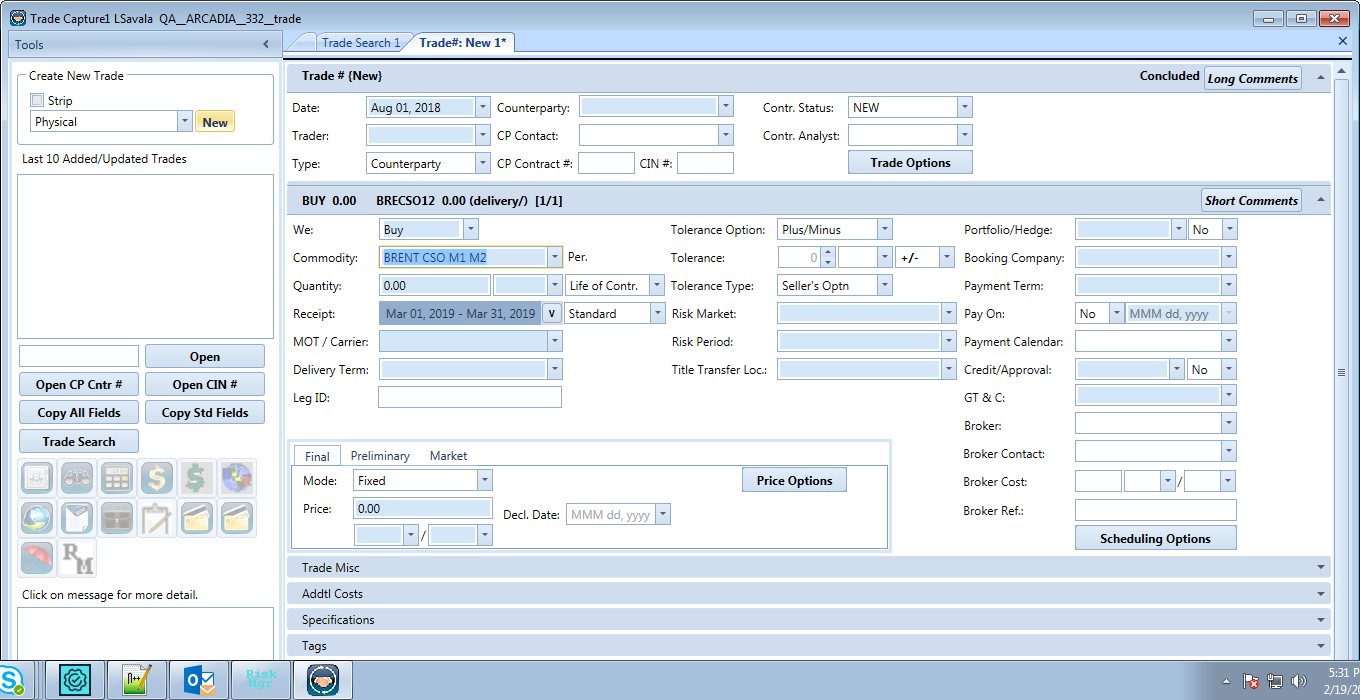 Trade Capture1 LSavala QA__ARCADIA__332__trade
Tools
Trade Search 1
Trade#: New 1*
Create New Trade
Strip
Physical
New
Last 10 Added/Updated Trades
Open
Open CP Cntr #
Open CIN #
Copy All Fields
Copy Std Fields
Trade Search
RM
Click on message for more detail.
Trade # {New}
Concluded
Long Comments
Date: Aug 01, 2018 Counterparty: Contr. Status: NEW
Trader: CP Contact: Contr. Analyst:
Type: Counterparty CP Contract #: CIN #: Trade Options
BUY 0.00 BRECSO12 0.00 (delivery/) [1/1] Short Comments
We: Buy Tolerance Option: Plus/Minus Portfolio/Hedge: No
Commodity: BRENT CSO M1 M2 Per. Tolerance: 0 +/- Booking Company:
Quantity: 0.00 Life of Contr. Tolerance Type: Seller's Optn Payment Term:
Receipt: Mar 01, 2019 - Mar 31, 2019 v Standard Risk Market: Pay On: No MMM dd, yyyy
MOT / Carrier: Risk Period: Payment Calendar:
Delivery Term: Title Transfer Loc.: Credit/Approval: No
Leg ID: GT & C:
Broker:
Final Preliminary Market Broker Contact:
Mode: Fixed Price Options Broker Cost: /
Price: 0.00 Decl. Date: MMM dd, yyyy Broker Ref.:
/ Scheduling Options
Trade Misc
Addtl Costs
Specifications
Tags
S
n++
O
Risk
Mgr
5:31 P
2/19/20